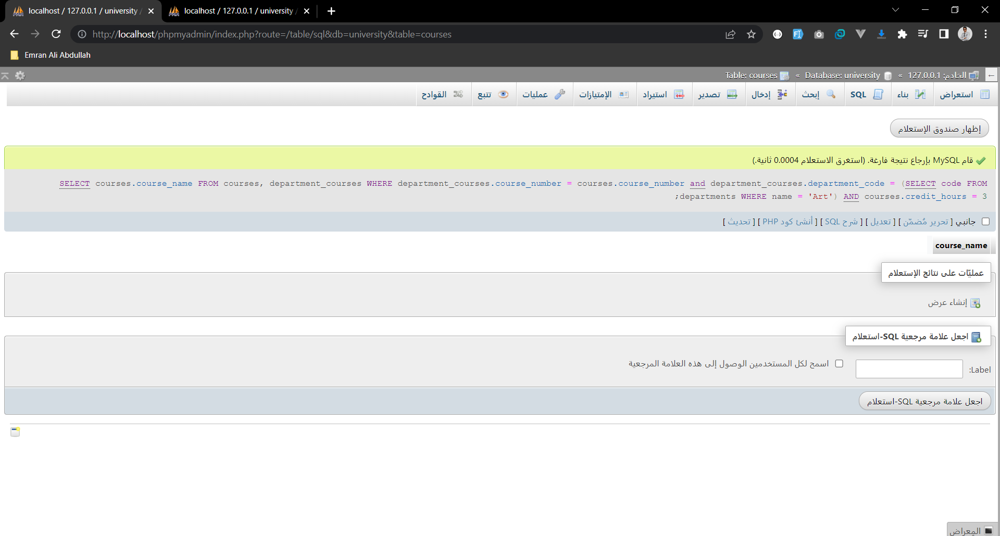 localhost / 127.0.0.1 / university /
localhost / 127.0.0.1 / university /
http://localhost/phpmyadmin/index.php?route=/table/sql&db=university&table=courses
Emran Ali Abdullah
الخادم: 127.0.0.1 » Database: university » Table: courses
استعراض بناء SQL إبحث إدخال تصدير استيراد الإمتيازات عمليات تتبع القوادح
إظهار صندوق الإستعلام
قام MySQL بإرجاع نتيجة فارغة. (استغرق الاستعلام 0.0004 ثانية.)
SELECT courses.course_name FROM courses, department_courses WHERE department_courses.course_number = courses.course_number and department_courses.department_code = (SELECT code FROM
departments WHERE name = 'Art') AND courses.credit_hours = 3;
جانبي [ تحرير مُضمّن ] [ تعديل ] [ شرح SQL ] [ أنشئ كود PHP ] [ تحديث ]
course_name
عمليّات على نتائج الإستعلام
إنشاء عرض
اجعل علامة مرجعية SQL-استعلام
Label: اسمح لكل المستخدمين الوصول إلى هذه العلامة المرجعية
اجعل علامة مرجعية SQL-استعلام
المعراض